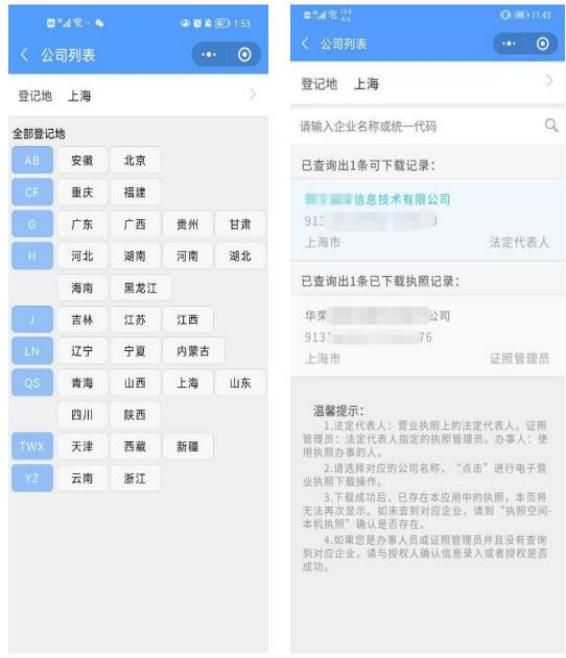 1:53
公司列表
登记地 上海
全部登记地
AB 安徽 北京
CF 重庆 福建
G 广东 广西 贵州 甘肃
H 河北 湖南 河南 湖北
海南 黑龙江
J 吉林 江苏 江西
LN 辽宁 宁夏 内蒙古
QS 青海 山西 上海 山东
四川 陕西
TWX 天津 西藏 新疆
YZ 云南 浙江
11:43
公司列表
登记地 上海
请输入企业名称或统一代码
已查询出1条可下载记录：
信息技术有限公司
913
上海市 法定代表人
已查询出1条已下载执照记录：
华荣 公司
913 76
上海市 证照管理员
温馨提示：
1.法定代表人：营业执照上的法定代表人。证照
管理员：法定代表人指定的执照管理员。办事人：使
用执照办事的人。
2.请选择对应的公司名称，“点击”进行电子营
业执照下载操作。
3.下载成功后，已存在本应用中的执照，本页将
无法再次显示。如未查到对应企业，请到“执照空间-
本机执照”确认是否存在。
4.如果您是办事人员或证照管理员并且没有查询
到对应企业，请与授权人确认信息录入或者授权是否
成功。